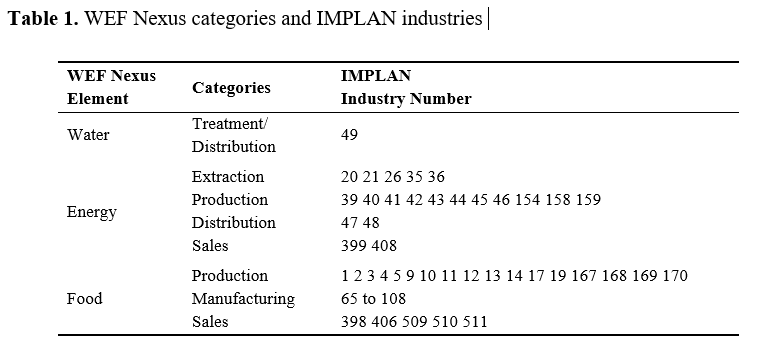 Table 1. WEF Nexus categories and IMPLAN industries
WEF Nexus Element Categories IMPLAN Industry Number
Water Treatment/ Distribution 49
Energy Extraction 20 21 26 35 36
Production 39 40 41 42 43 44 45 46 154 158 159
Distribution 47 48
Sales 399 408
Food Production 1 2 3 4 5 9 10 11 12 13 14 17 19 167 168 169 170
Manufacturing 65 to 108
Sales 398 406 509 510 511